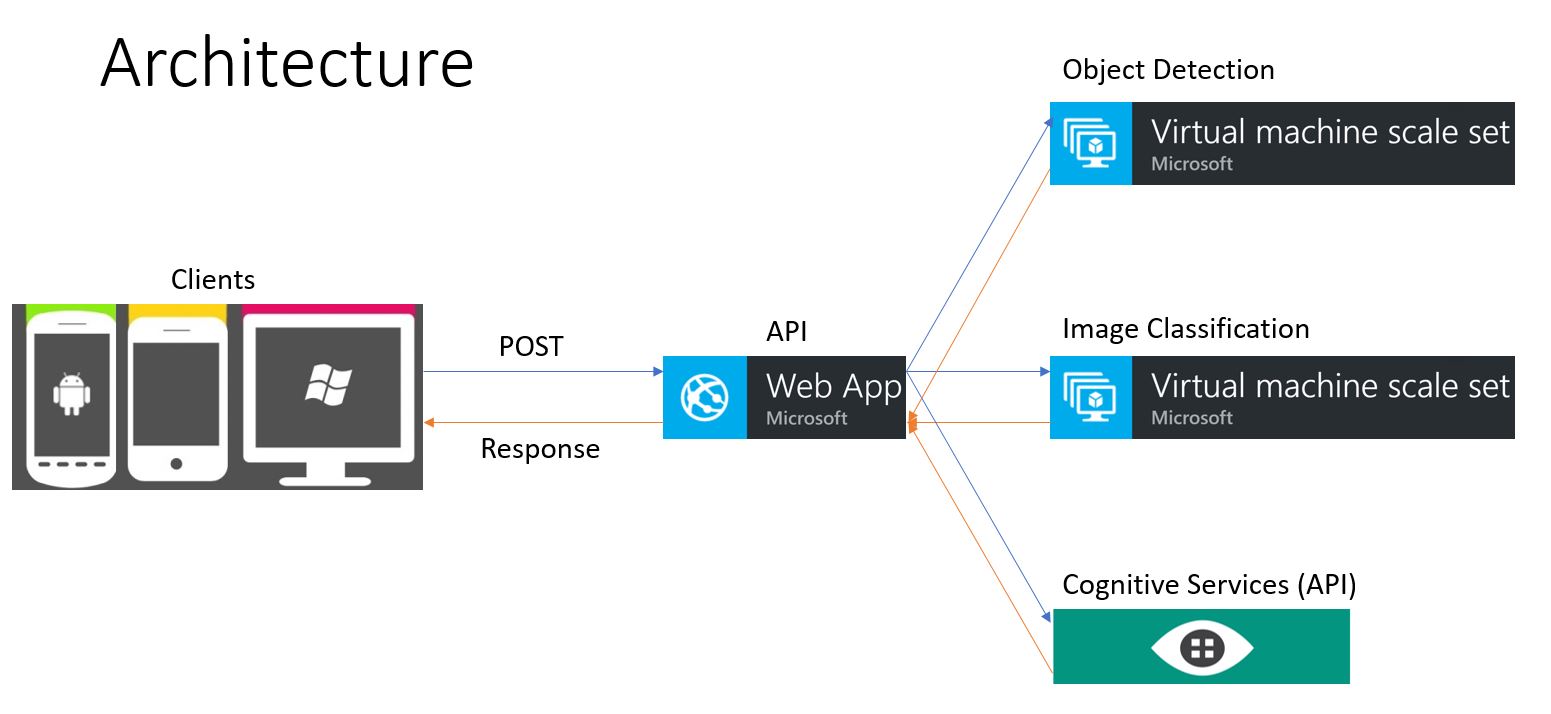 Architecture
Object Detection
Virtual machine scale set
Microsoft
Clients
POST
Response
API
Web App
Microsoft
Image Classification
Virtual machine scale set
Microsoft
Cognitive Services (API)